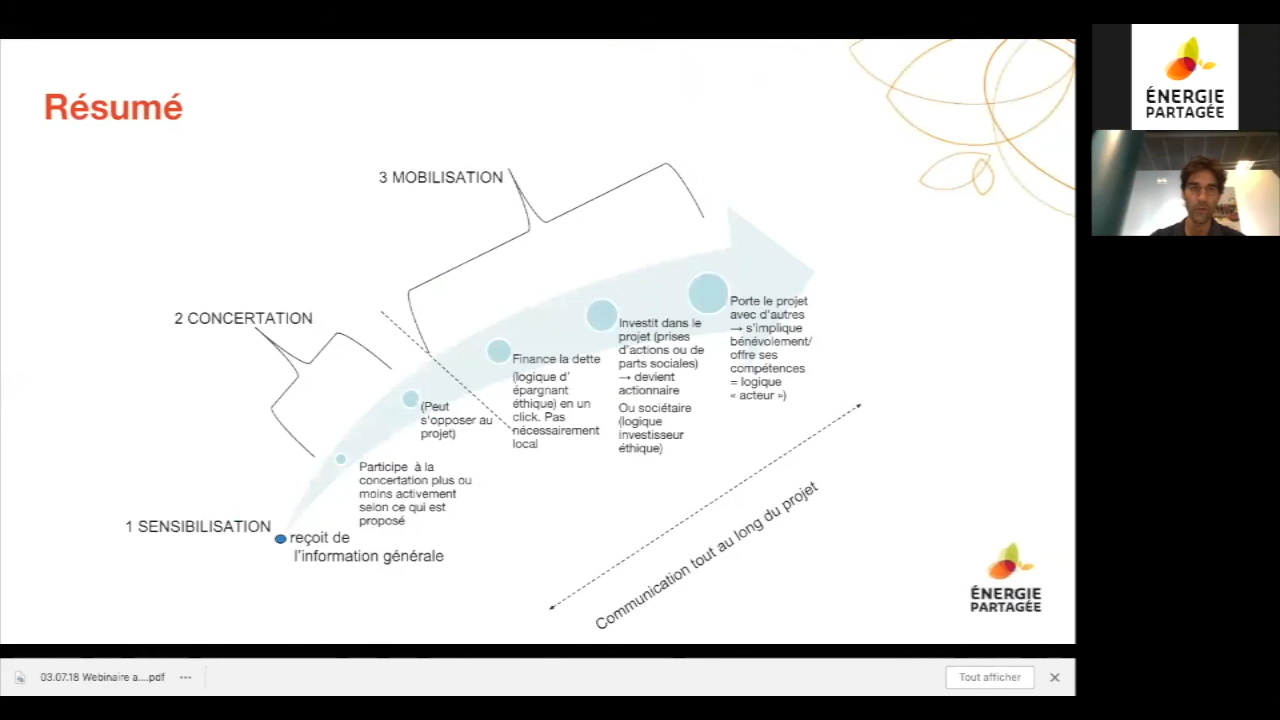 Résumé
3 MOBILISATION
2 CONCERTATION
1 SENSIBILISATION
reçoit de
l'information générale
Participe à la
concertation plus ou
moins activement
selon ce qui est
proposé
(Peut
s'opposer au
projet)
Finance la dette
(logique d'
épargnant
éthique) en un
click. Pas
nécessairement
local
Investit dans le
projet (prises
d'actions ou de
parts sociales)
→ devient
actionnaire
Ou sociétaire
(logique
investisseur
éthique)
Porte le projet
avec d'autres
→ s'implique
bénévolement/
offre ses
compétences
= logique
« acteur »)
Communication tout au long du projet
ÉNERGIE
PARTAGÉE
ÉNERGIE
PARTAGÉE
03.07.18 Webinaire a....pdf
Tout afficher